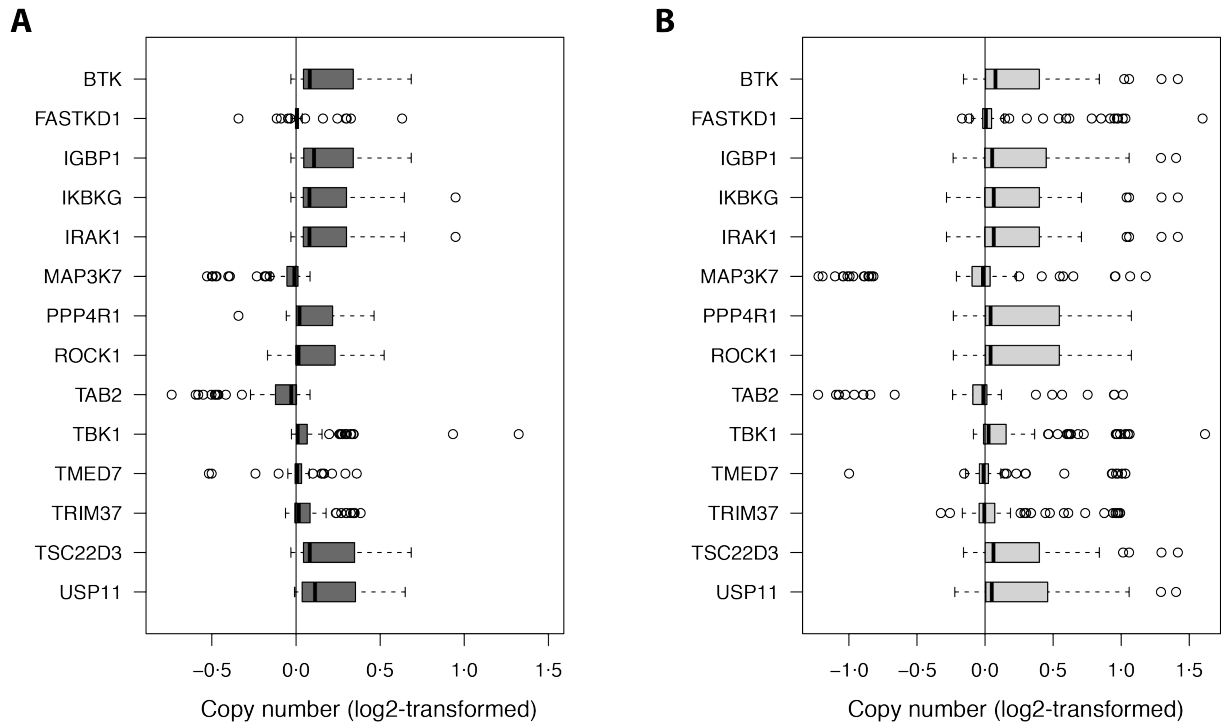 A
BTK
FASTKD1
IGBP1
IKBKG
IRAK1
MAP3K7
PPP4R1
ROCK1
TAB2
TBK1
TMED7
TRIM37
TSC22D3
USP11
−0·5 0·0 0·5 1·0 1·5
Copy number (log2-transformed)
B
BTK
FASTKD1
IGBP1
IKBKG
IRAK1
MAP3K7
PPP4R1
ROCK1
TAB2
TBK1
TMED7
TRIM37
TSC22D3
USP11
−1·0 −0·5 0·0 0·5 1·0 1·5
Copy number (log2-transformed)